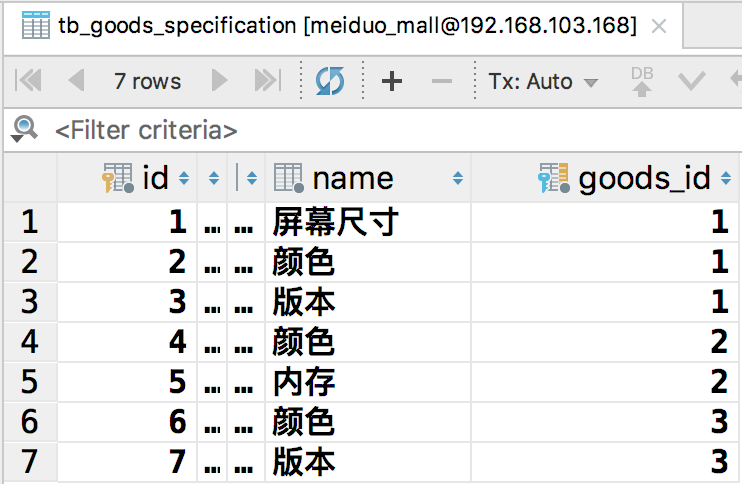 tb_goods_specification [meiduo_mall@192.168.103.168]
7 rows Tx: Auto DB
<Filter criteria>
id name goods_id
1 1 ... ... 屏幕尺寸 1
2 2 ... ... 颜色 1
3 3 ... ... 版本 1
4 4 ... ... 颜色 2
5 5 ... ... 内存 2
6 6 ... ... 颜色 3
7 7 ... ... 版本 3